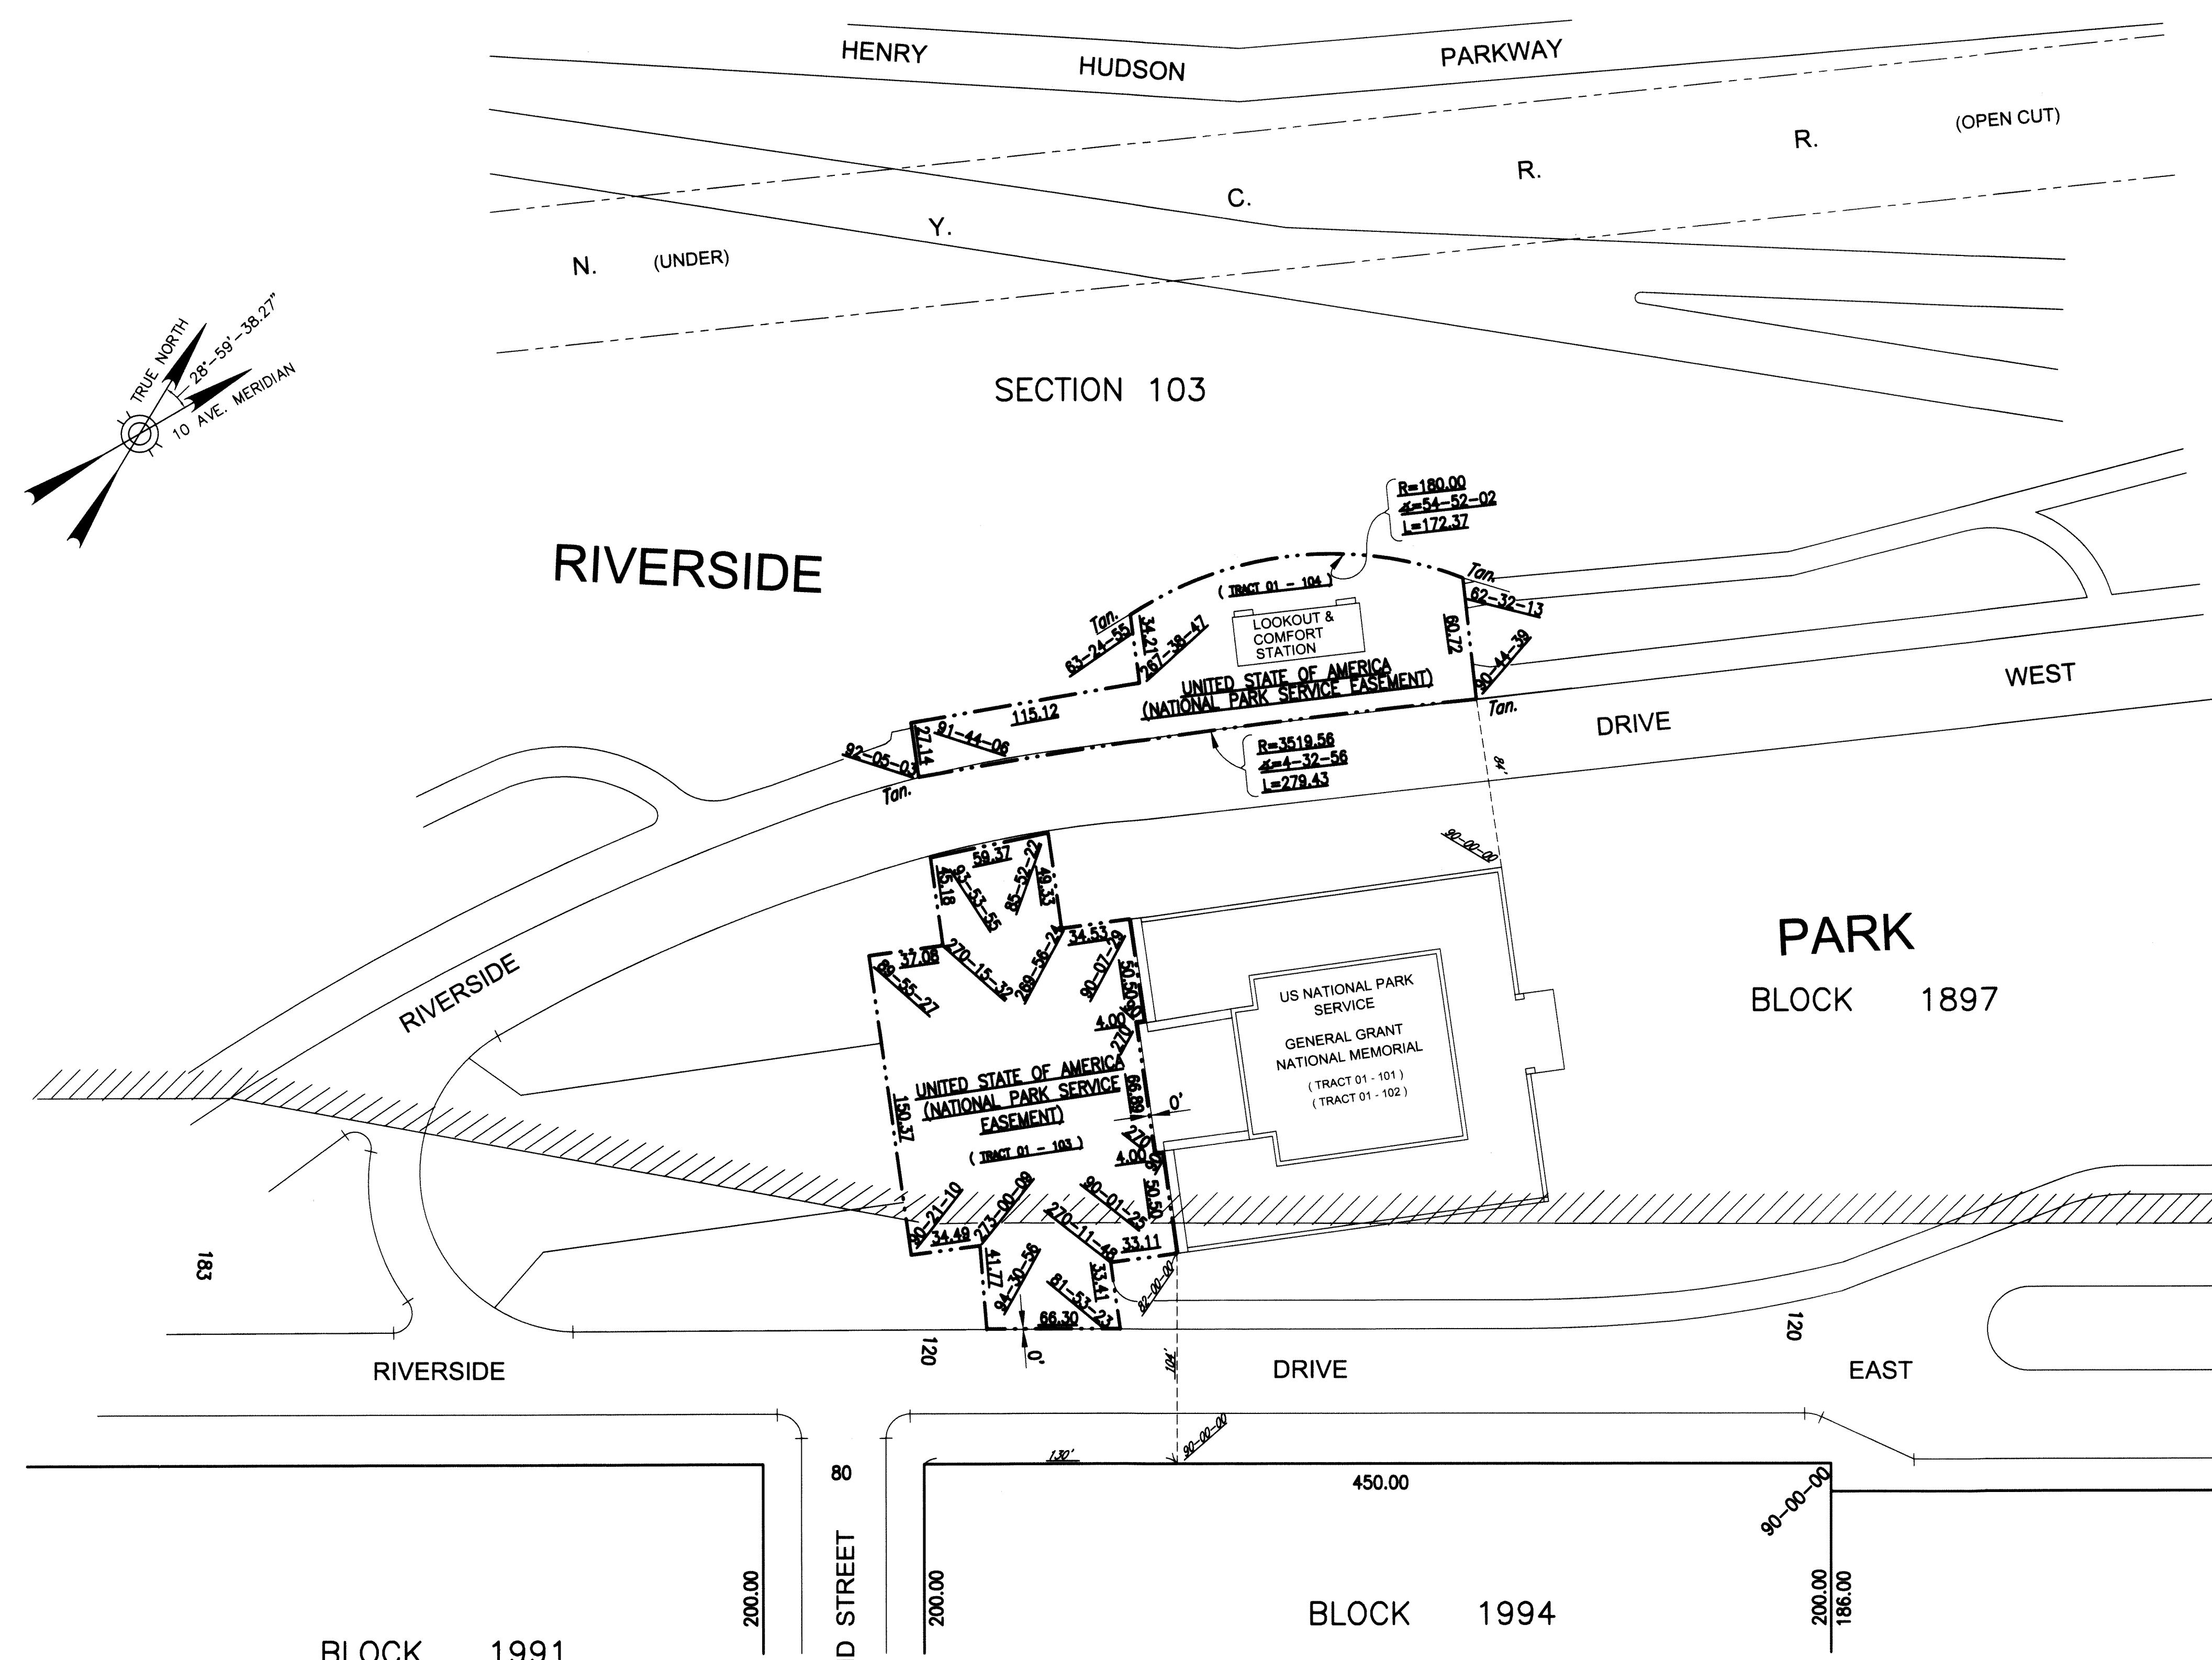 HENRY HUDSON PARKWAY
(OPEN CUT)
N. Y. C. R. R.
(UNDER)
TRUE NORTH
28°-59'-38.27"
10 AVE. MERIDIAN
SECTION 103
RIVERSIDE
R=180.00
∡=54-52-02
L=172.37
( TRACT 01 - 104 )
Tan.
63-24-55
34.21
267-38-47
LOOKOUT &
COMFORT
STATION
Tan.
62-32-13
60.72
90-44-39
UNITED STATE OF AMERICA
(NATIONAL PARK SERVICE EASEMENT)
Tan.
115.12
27.14
91-44-06
92-05-03
Tan.
R=3519.56
∡=4-32-56
L=279.43
DRIVE
WEST
84'
90-00-00
59.37
45.18
93-53-55
85-52-22
49.33
34.53
37.08
89-55-27
270-15-32
269-56-24
90-07-29
50.50
4.00
270
RIVERSIDE
PARK
BLOCK 1897
US NATIONAL PARK
SERVICE
GENERAL GRANT
NATIONAL MEMORIAL
( TRACT 01 - 101 )
( TRACT 01 - 102 )
UNITED STATE OF AMERICA
(NATIONAL PARK SERVICE
EASEMENT)
( TRACT 01 - 103 )
150.37
66.89
0'
270
4.00
50.50
90-01-25
90-21-10
273-00-09
270-11-48
34.49
33.11
41.77
94-30-56
81-53-23
33.41
66.30
0'
82-00-00
183
120
120
RIVERSIDE DRIVE EAST
104'
130'
90-00-00
80
450.00
90-00-00
200.00
200.00
200.00
186.00
D STREET
BLOCK 1994
BLOCK 1991